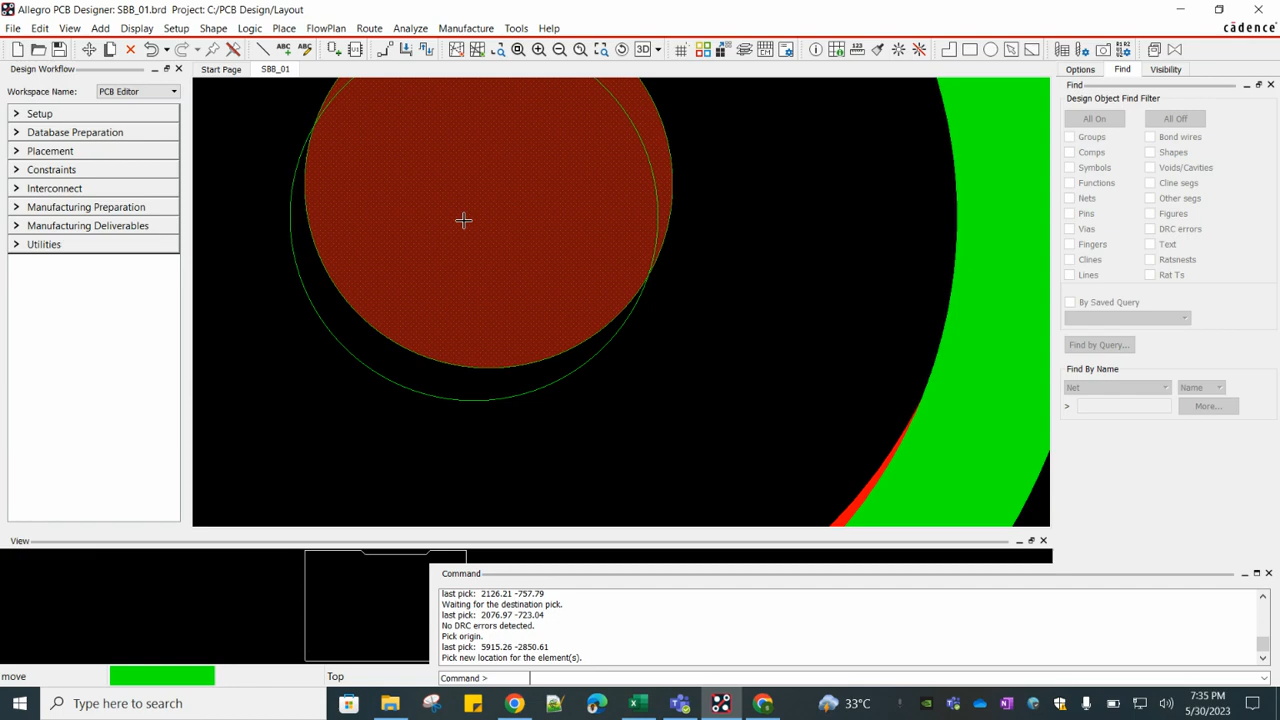 Allegro PCB Designer: SBB_01.brd  Project: C:/PCB Design/Layout
File Edit View Add Display Setup Shape Logic Place FlowPlan Route Analyze Manufacture Tools Help
cādence
3D
Design Workflow
Start Page SBB_01
Options Find Visibility
Workspace Name: PCB Editor
Find
Design Object Find Filter
Setup
All On All Off
Database Preparation
Groups Bond wires
Placement
Comps Shapes
Constraints
Symbols Voids/Cavities
Interconnect
Functions Cline segs
Manufacturing Preparation
Nets Other segs
Manufacturing Deliverables
Pins Figures
Utilities
Vias DRC errors
Fingers Text
Clines Ratsnests
Lines Rat Ts
By Saved Query
Find by Query...
Find By Name
Net Name
> More...
View
Command
last pick:  2126.21 -757.79
Waiting for the destination pick.
last pick:  2076.97 -723.04
No DRC errors detected.
Pick origin.
last pick:  5915.26 -2850.61
Pick new location for the element(s).
Command >
move Top
Type here to search
33°C
7:35 PM
5/30/2023